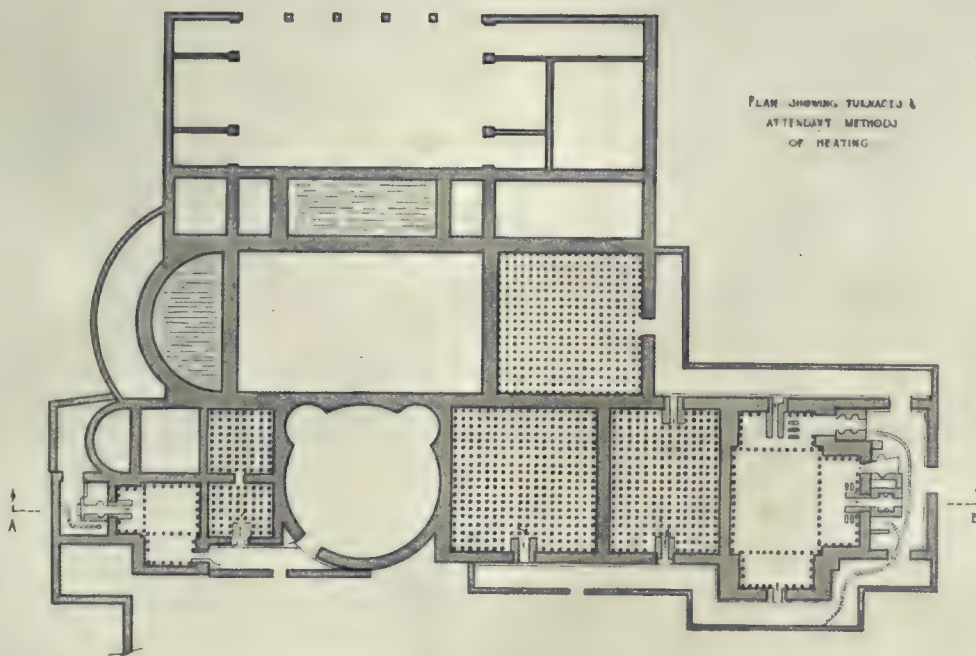 PLAN SHOWING FURNACES &
ATTENDANT METHODS
OF HEATING
A
B